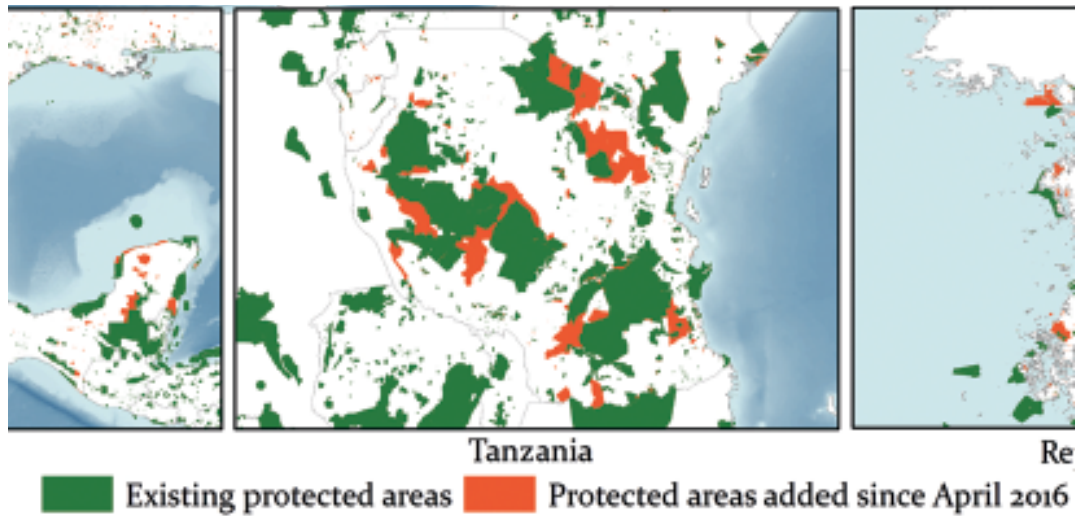 Tanzania
Existing protected areas
Protected areas added since April 2016